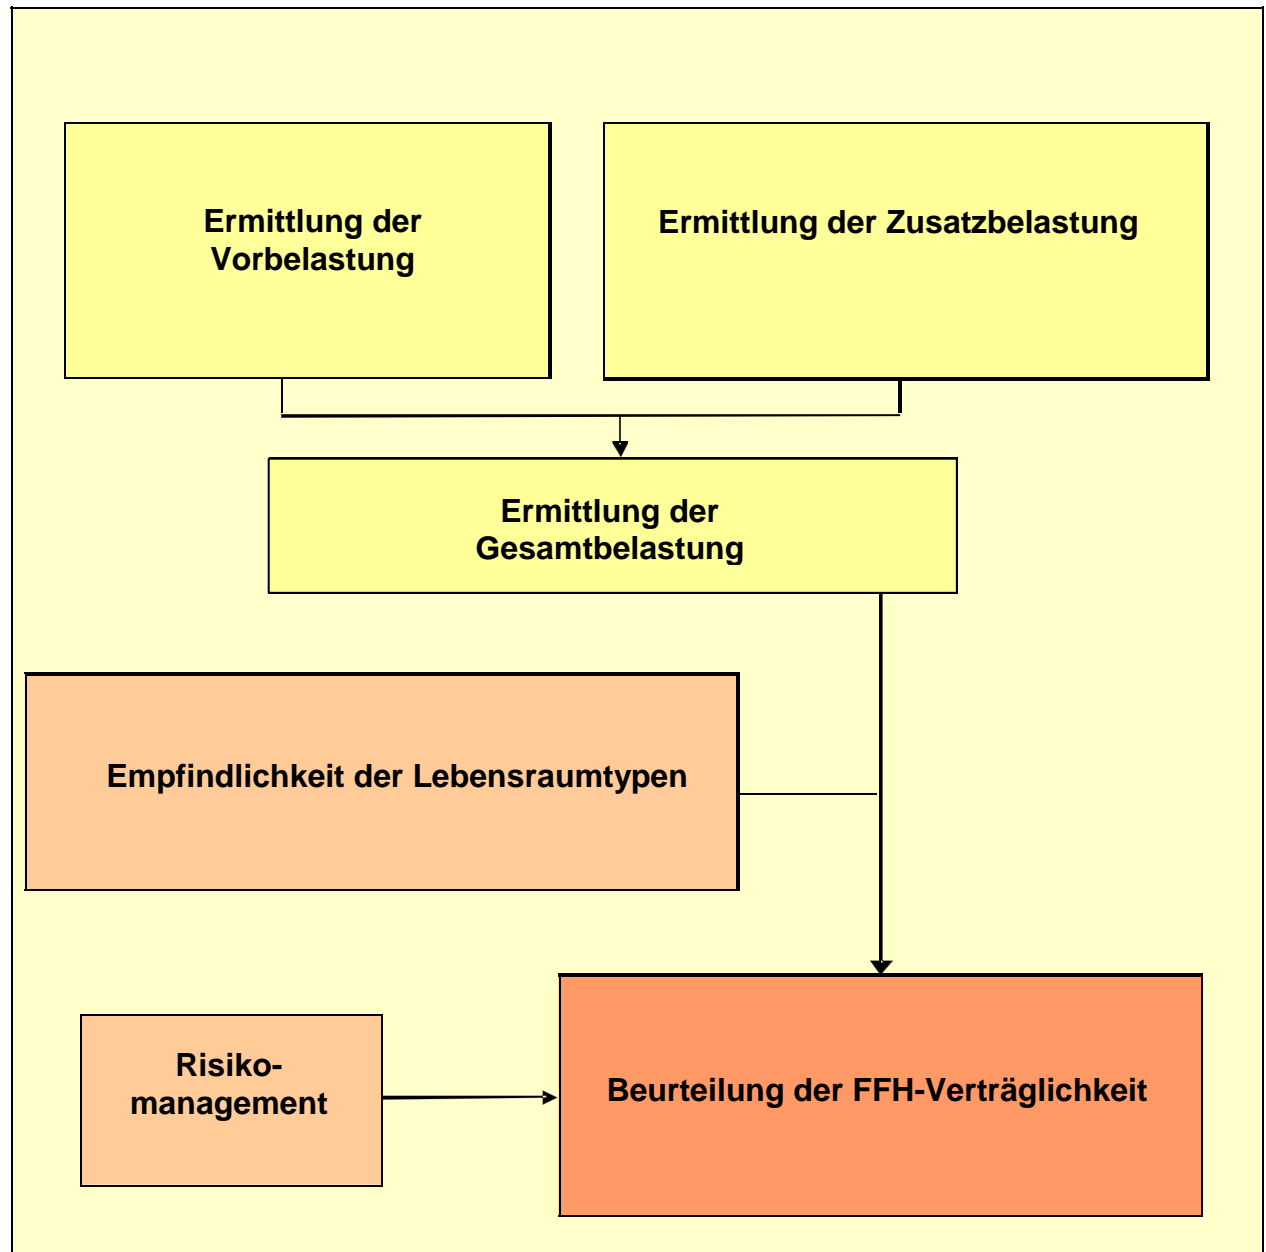 Ermittlung der
Vorbelastung
Ermittlung der Zusatzbelastung
Ermittlung der
Gesamtbelastung
Empfindlichkeit der Lebensraumtypen
Risiko-
management
Beurteilung der FFH-Verträglichkeit